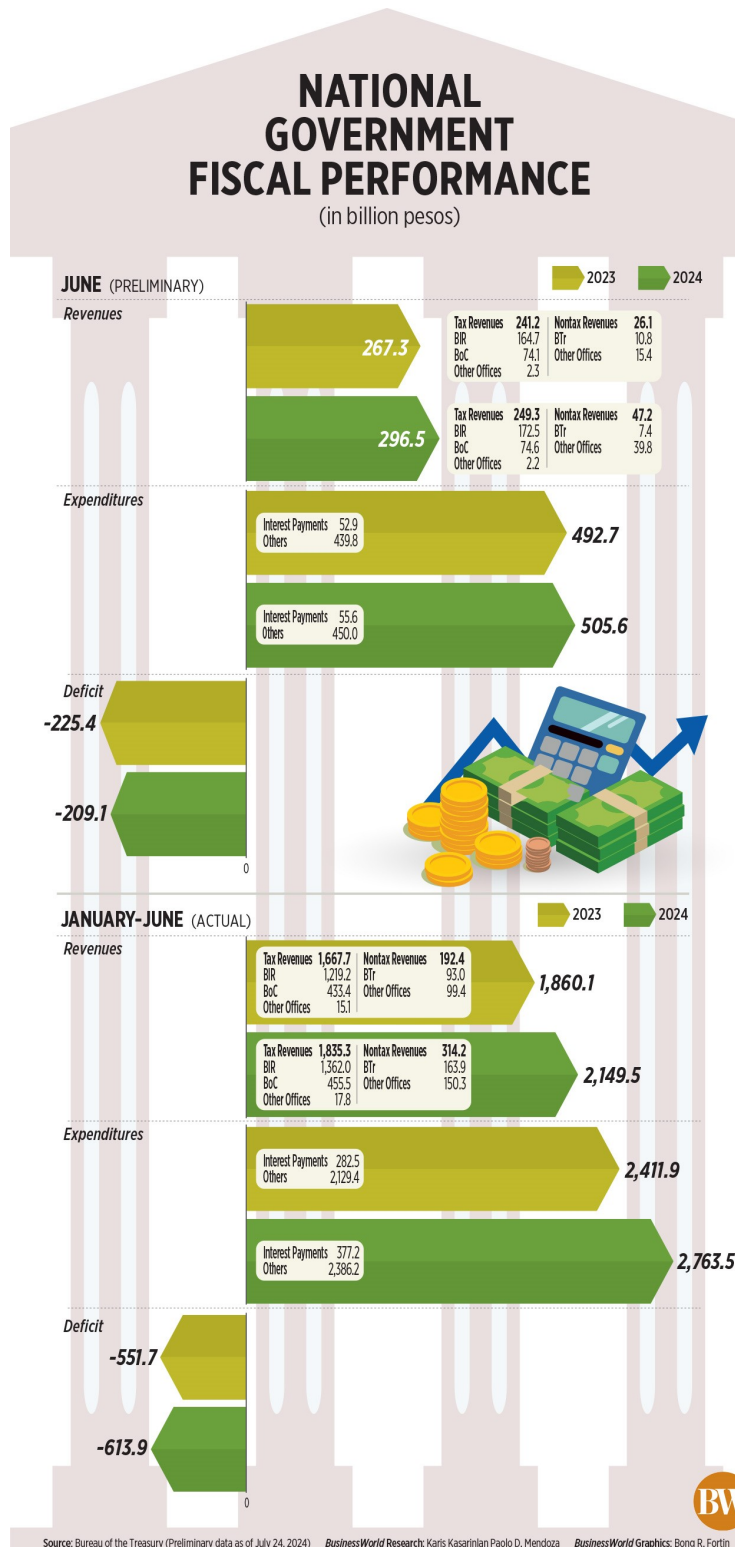 NATIONAL
GOVERNMENT
FISCAL PERFORMANCE
(in billion pesos)
JUNE (PRELIMINARY)
2023 2024
Revenues
267.3
Tax Revenues 241.2 Nontax Revenues 26.1
BIR 164.7 BTr 10.8
BoC 74.1 Other Offices 15.4
Other Offices 2.3
296.5
Tax Revenues 249.3 Nontax Revenues 47.2
BIR 172.5 BTr 7.4
BoC 74.6 Other Offices 39.8
Other Offices 2.2
Expenditures
Interest Payments 52.9
Others 439.8
492.7
Interest Payments 55.6
Others 450.0
505.6
Deficit
-225.4
-209.1
0
JANUARY-JUNE (ACTUAL)
2023 2024
Revenues
Tax Revenues 1,667.7 Nontax Revenues 192.4
BIR 1,219.2 BTr 93.0
BoC 433.4 Other Offices 99.4
Other Offices 15.1
1,860.1
Tax Revenues 1,835.3 Nontax Revenues 314.2
BIR 1,362.0 BTr 163.9
BoC 455.5 Other Offices 150.3
Other Offices 17.8
2,149.5
Expenditures
Interest Payments 282.5
Others 2,129.4
2,411.9
Interest Payments 377.2
Others 2,386.2
2,763.5
Deficit
-551.7
-613.9
0
BW
Source: Bureau of the Treasury (Preliminary data as of July 24, 2024) BusinessWorld Research: Karis Kasarinlan Paolo D. Mendoza BusinessWorld Graphics: Bong R. Fortin